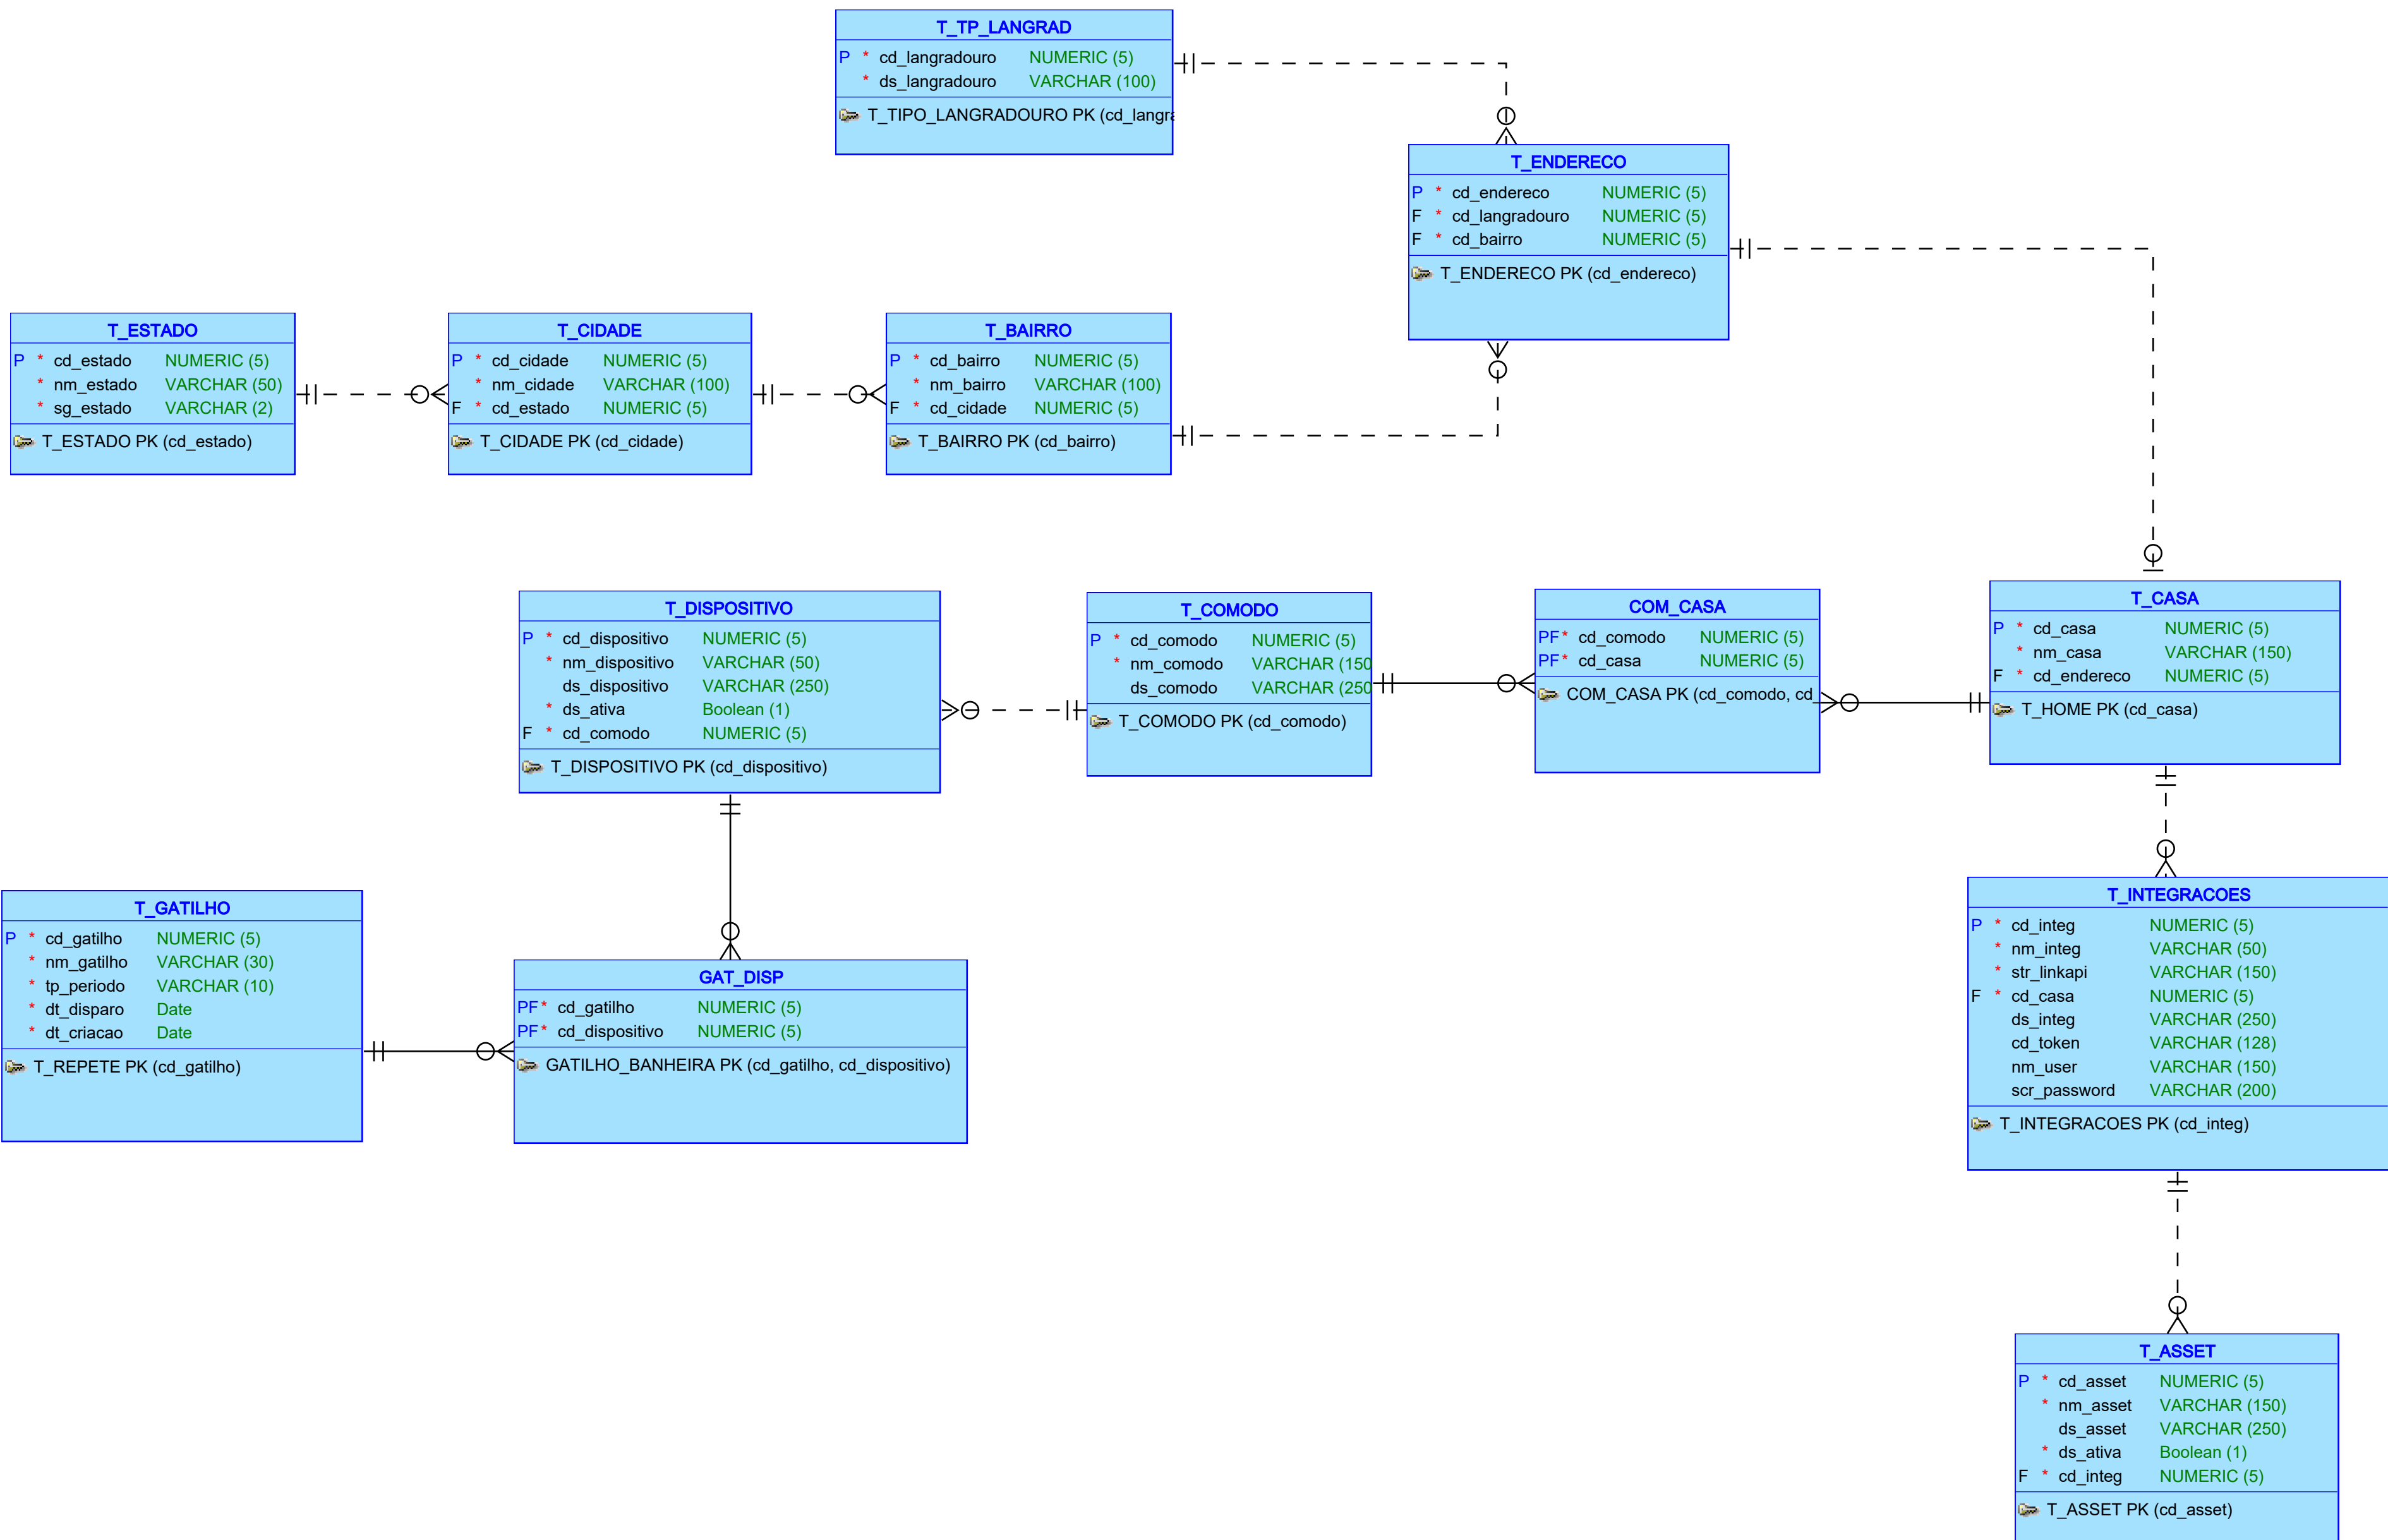 T_TP_LANGRAD
P * cd_langradouro NUMERIC (5)
* ds_langradouro VARCHAR (100)
T_TIPO_LANGRADOURO PK (cd_langra
T_ENDERECO
P * cd_endereco NUMERIC (5)
F * cd_langradouro NUMERIC (5)
F * cd_bairro NUMERIC (5)
T_ENDERECO PK (cd_endereco)
T_ESTADO
P * cd_estado NUMERIC (5)
* nm_estado VARCHAR (50)
* sg_estado VARCHAR (2)
T_ESTADO PK (cd_estado)
T_CIDADE
P * cd_cidade NUMERIC (5)
* nm_cidade VARCHAR (100)
F * cd_estado NUMERIC (5)
T_CIDADE PK (cd_cidade)
T_BAIRRO
P * cd_bairro NUMERIC (5)
* nm_bairro VARCHAR (100)
F * cd_cidade NUMERIC (5)
T_BAIRRO PK (cd_bairro)
T_DISPOSITIVO
P * cd_dispositivo NUMERIC (5)
* nm_dispositivo VARCHAR (50)
ds_dispositivo VARCHAR (250)
* ds_ativa Boolean (1)
F * cd_comodo NUMERIC (5)
T_DISPOSITIVO PK (cd_dispositivo)
T_COMODO
P * cd_comodo NUMERIC (5)
* nm_comodo VARCHAR (150
ds_comodo VARCHAR (250
T_COMODO PK (cd_comodo)
COM_CASA
PF * cd_comodo NUMERIC (5)
PF * cd_casa NUMERIC (5)
COM_CASA PK (cd_comodo, cd_
T_CASA
P * cd_casa NUMERIC (5)
* nm_casa VARCHAR (150)
F * cd_endereco NUMERIC (5)
T_HOME PK (cd_casa)
T_GATILHO
P * cd_gatilho NUMERIC (5)
* nm_gatilho VARCHAR (30)
* tp_periodo VARCHAR (10)
* dt_disparo Date
* dt_criacao Date
T_REPETE PK (cd_gatilho)
GAT_DISP
PF * cd_gatilho NUMERIC (5)
PF * cd_dispositivo NUMERIC (5)
GATILHO_BANHEIRA PK (cd_gatilho, cd_dispositivo)
T_INTEGRACOES
P * cd_integ NUMERIC (5)
* nm_integ VARCHAR (50)
* str_linkapi VARCHAR (150)
F * cd_casa NUMERIC (5)
ds_integ VARCHAR (250)
cd_token VARCHAR (128)
nm_user VARCHAR (150)
scr_password VARCHAR (200)
T_INTEGRACOES PK (cd_integ)
T_ASSET
P * cd_asset NUMERIC (5)
* nm_asset VARCHAR (150)
ds_asset VARCHAR (250)
* ds_ativa Boolean (1)
F * cd_integ NUMERIC (5)
T_ASSET PK (cd_asset)